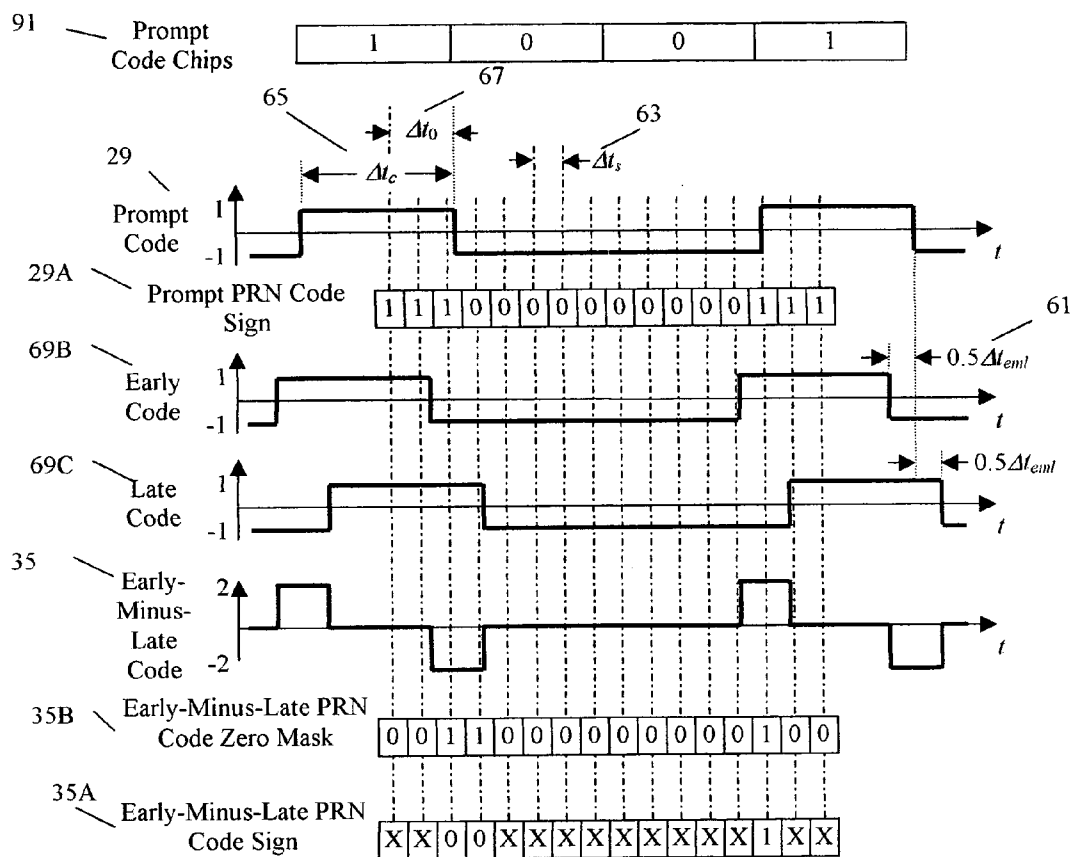 91
Prompt
Code Chips
1 0 0 1
67
65
Δt0
63
29
Δtc
Δts
Prompt
Code
1
-1
t
29A
Prompt PRN Code
Sign
1 1 1 0 0 0 0 0 0 0 0 0 1 1 1
61
69B
Early
Code
1
-1
t
0.5Δteml
69C
Late
Code
1
-1
t
0.5Δteml
35
Early-
Minus-
Late
Code
2
-2
t
35B
Early-Minus-Late PRN
Code Zero Mask
0 0 1 1 0 0 0 0 0 0 0 0 1 0 0
35A
Early-Minus-Late PRN
Code Sign
X X 0 0 X X X X X X X X 1 X X